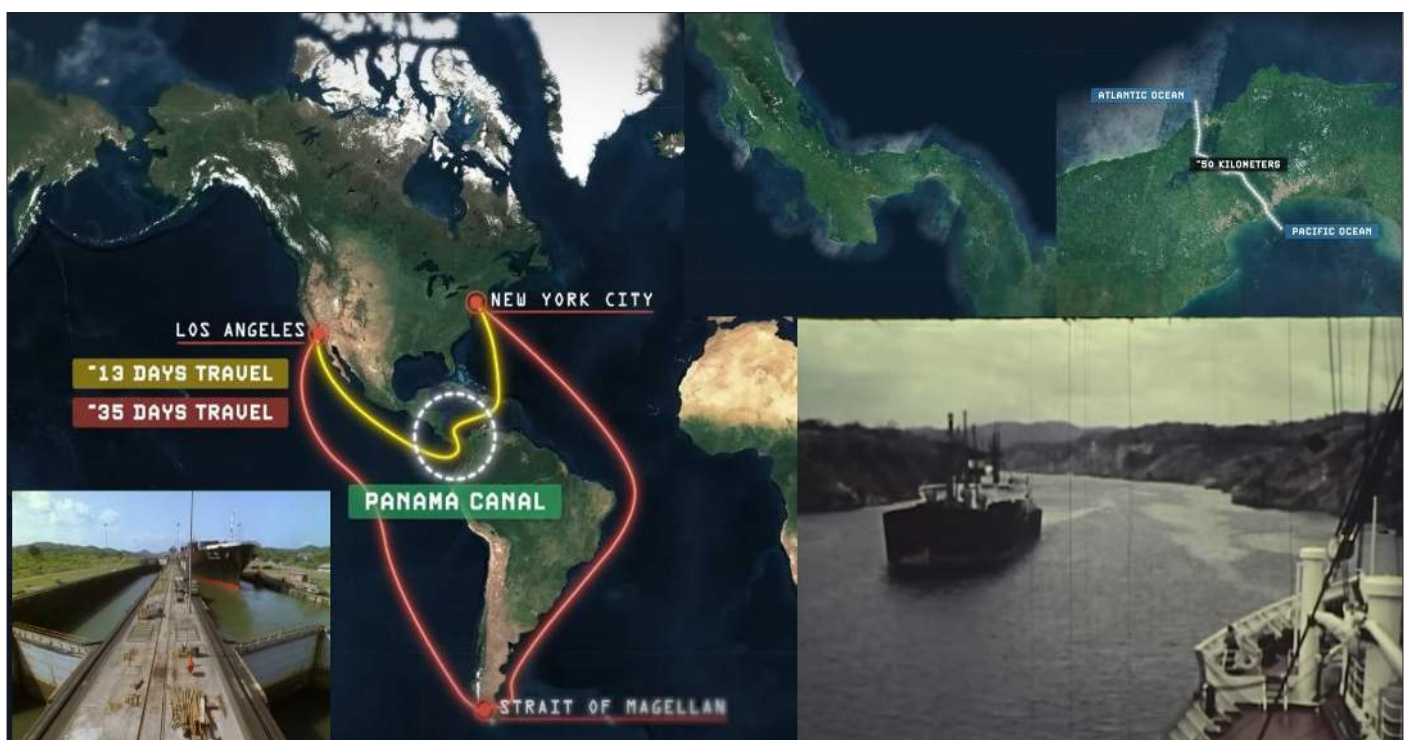 NEW YORK CITY
LOS ANGELES
~13 DAYS TRAVEL
~35 DAYS TRAVEL
PANAMA CANAL
STRAIT OF MAGELLAN
ATLANTIC OCEAN
~50 KILOMETERS
PACIFIC OCEAN